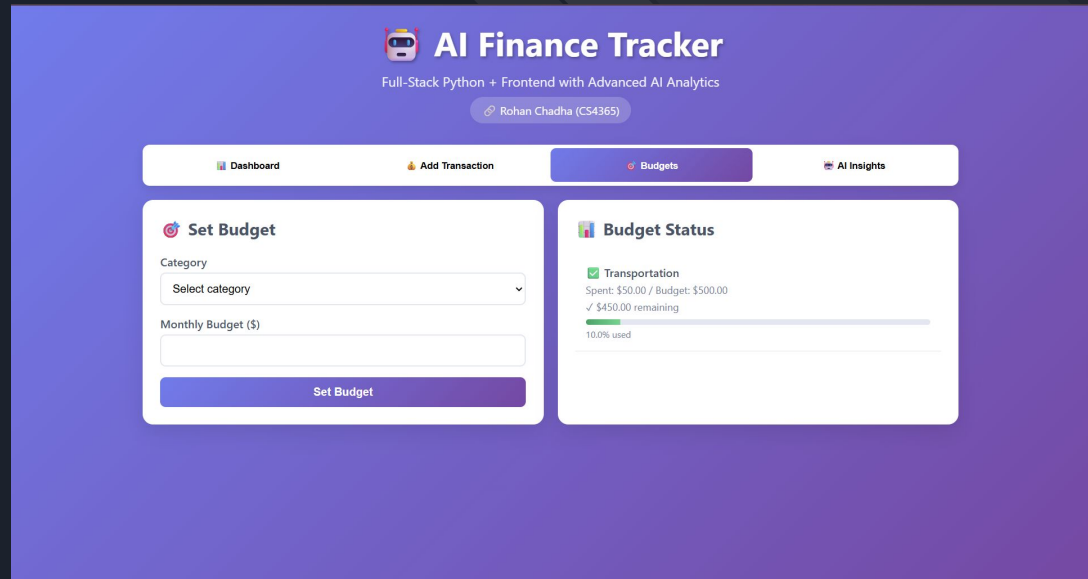 AI Finance Tracker
Full-Stack Python + Frontend with Advanced AI Analytics
Rohan Chadha (CS4365)
Dashboard
Add Transaction
Budgets
AI Insights
Set Budget
Category
Select category
Monthly Budget ($)
Set Budget
Budget Status
Transportation
Spent: $50.00 / Budget: $500.00
✓ $450.00 remaining
10.0% used